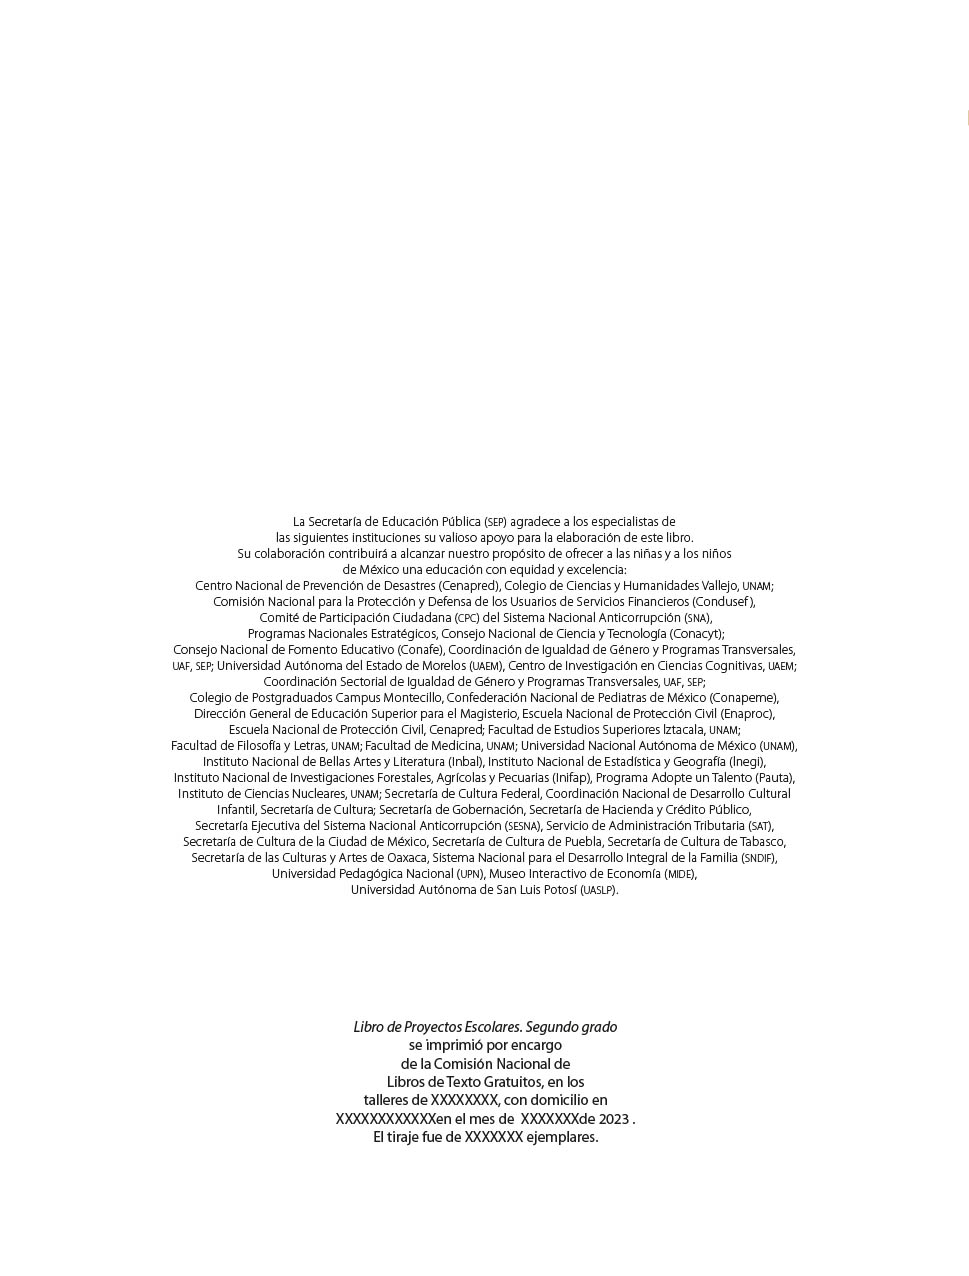 La Secretaría de Educación Pública (SEP) agradece a los especialistas de
las siguientes instituciones su valioso apoyo para la elaboración de este libro.
Su colaboración contribuirá a alcanzar nuestro propósito de ofrecer a las niñas y a los niños
de México una educación con equidad y excelencia:
Centro Nacional de Prevención de Desastres (Cenapred), Colegio de Ciencias y Humanidades Vallejo, UNAM;
Comisión Nacional para la Protección y Defensa de los Usuarios de Servicios Financieros (Condusef),
Comité de Participación Ciudadana (CPC) del Sistema Nacional Anticorrupción (SNA),
Programas Nacionales Estratégicos, Consejo Nacional de Ciencia y Tecnología (Conacyt);
Consejo Nacional de Fomento Educativo (Conafe), Coordinación de Igualdad de Género y Programas Transversales,
UAF, SEP; Universidad Autónoma del Estado de Morelos (UAEM), Centro de Investigación en Ciencias Cognitivas, UAEM;
Coordinación Sectorial de Igualdad de Género y Programas Transversales, UAF, SEP;
Colegio de Postgraduados Campus Montecillo, Confederación Nacional de Pediatras de México (Conapeme),
Dirección General de Educación Superior para el Magisterio, Escuela Nacional de Protección Civil (Enaproc),
Escuela Nacional de Protección Civil, Cenapred; Facultad de Estudios Superiores Iztacala, UNAM;
Facultad de Filosofía y Letras, UNAM; Facultad de Medicina, UNAM; Universidad Nacional Autónoma de México (UNAM),
Instituto Nacional de Bellas Artes y Literatura (Inbal), Instituto Nacional de Estadística y Geografía (Inegi),
Instituto Nacional de Investigaciones Forestales, Agrícolas y Pecuarias (Inifap), Programa Adopte un Talento (Pauta),
Instituto de Ciencias Nucleares, UNAM; Secretaría de Cultura Federal, Coordinación Nacional de Desarrollo Cultural
Infantil, Secretaría de Cultura; Secretaría de Gobernación, Secretaría de Hacienda y Crédito Público,
Secretaría Ejecutiva del Sistema Nacional Anticorrupción (SESNA), Servicio de Administración Tributaria (SAT),
Secretaría de Cultura de la Ciudad de México, Secretaría de Cultura de Puebla, Secretaría de Cultura de Tabasco,
Secretaría de las Culturas y Artes de Oaxaca, Sistema Nacional para el Desarrollo Integral de la Familia (SNDIF),
Universidad Pedagógica Nacional (UPN), Museo Interactivo de Economía (MIDE),
Universidad Autónoma de San Luis Potosí (UASLP).
Libro de Proyectos Escolares. Segundo grado
se imprimió por encargo
de la Comisión Nacional de
Libros de Texto Gratuitos, en los
talleres de XXXXXXXX, con domicilio en
XXXXXXXXXXXXen el mes de XXXXXXXde 2023 .
El tiraje fue de XXXXXXX ejemplares.